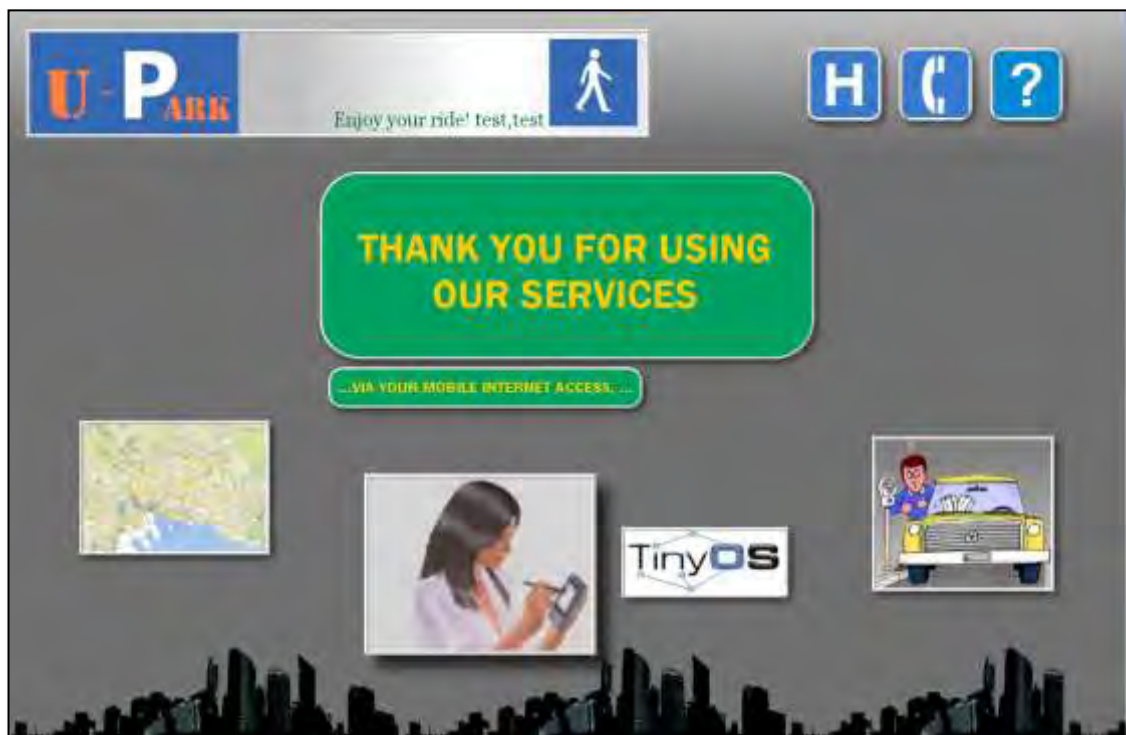 U-PARK
Enjoy your ride! test,test
H
?
THANK YOU FOR USING
OUR SERVICES
...VIA YOUR MOBILE INTERNET ACCESS. ...
TinyOS